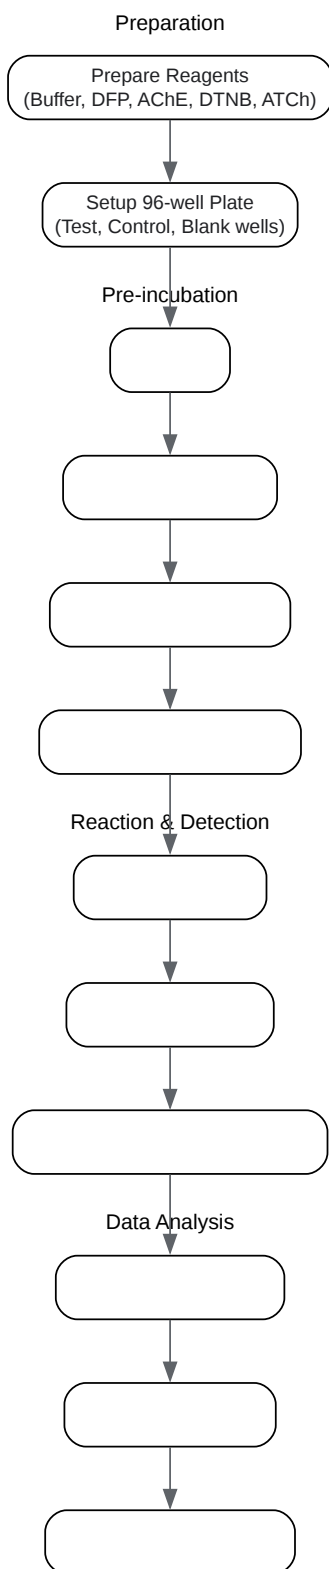 Preparation
Prepare Reagents
(Buffer, DFP, AChE, DTNB, ATCh)
Setup 96-well Plate
(Test, Control, Blank wells)
Pre-incubation
Reaction & Detection
Data Analysis